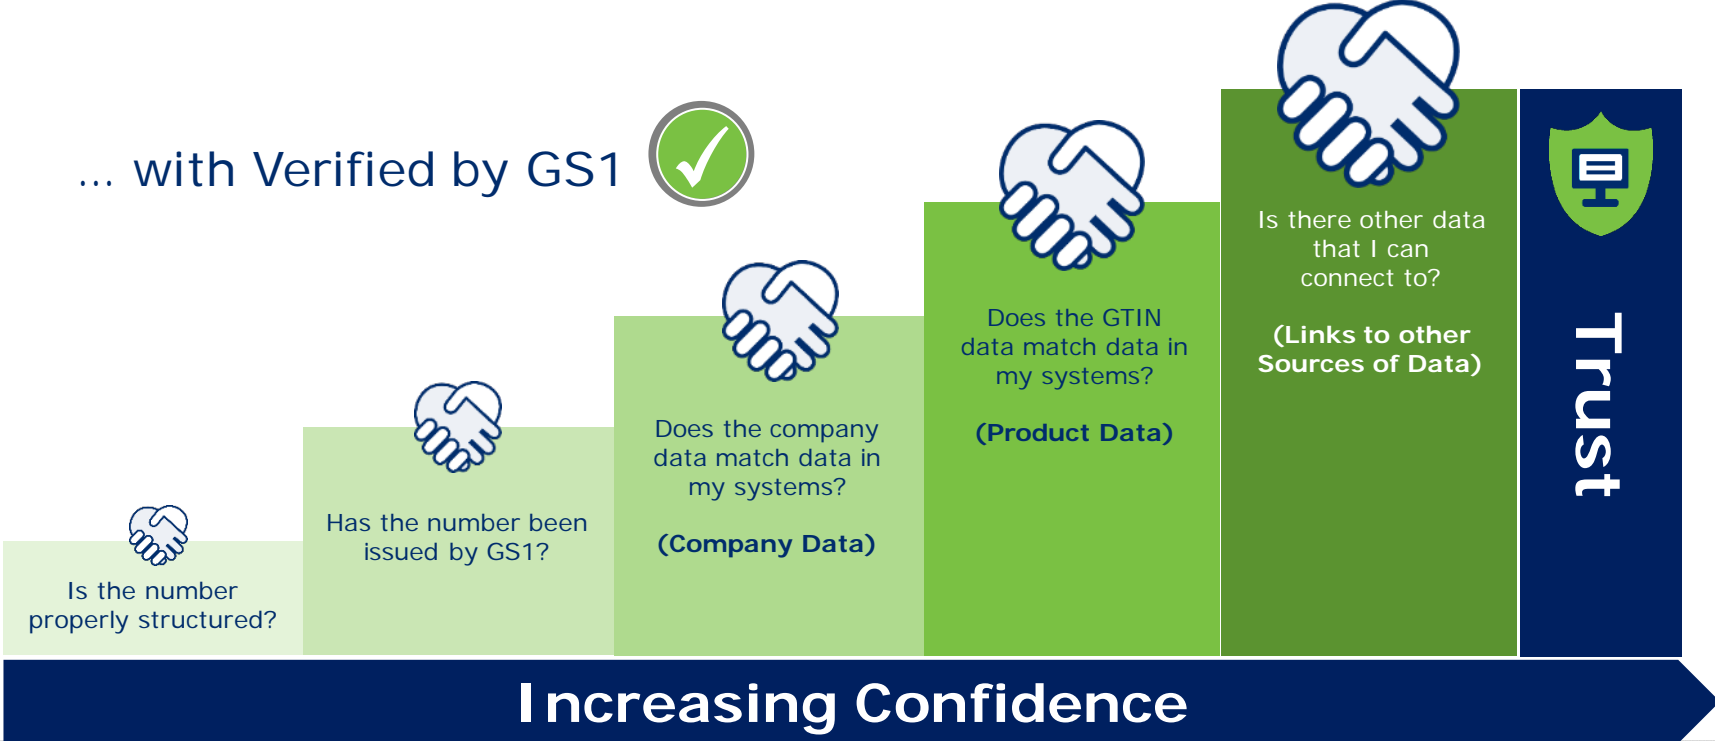 ... with Verified by GS1
Is the number
properly structured?
Has the number been
issued by GS1?
Does the company
data match data in
my systems?
(Company Data)
Does the GTIN
data match data in
my systems?
(Product Data)
Is there other data
that I can
connect to?
(Links to other
Sources of Data)
Trust
Increasing Confidence